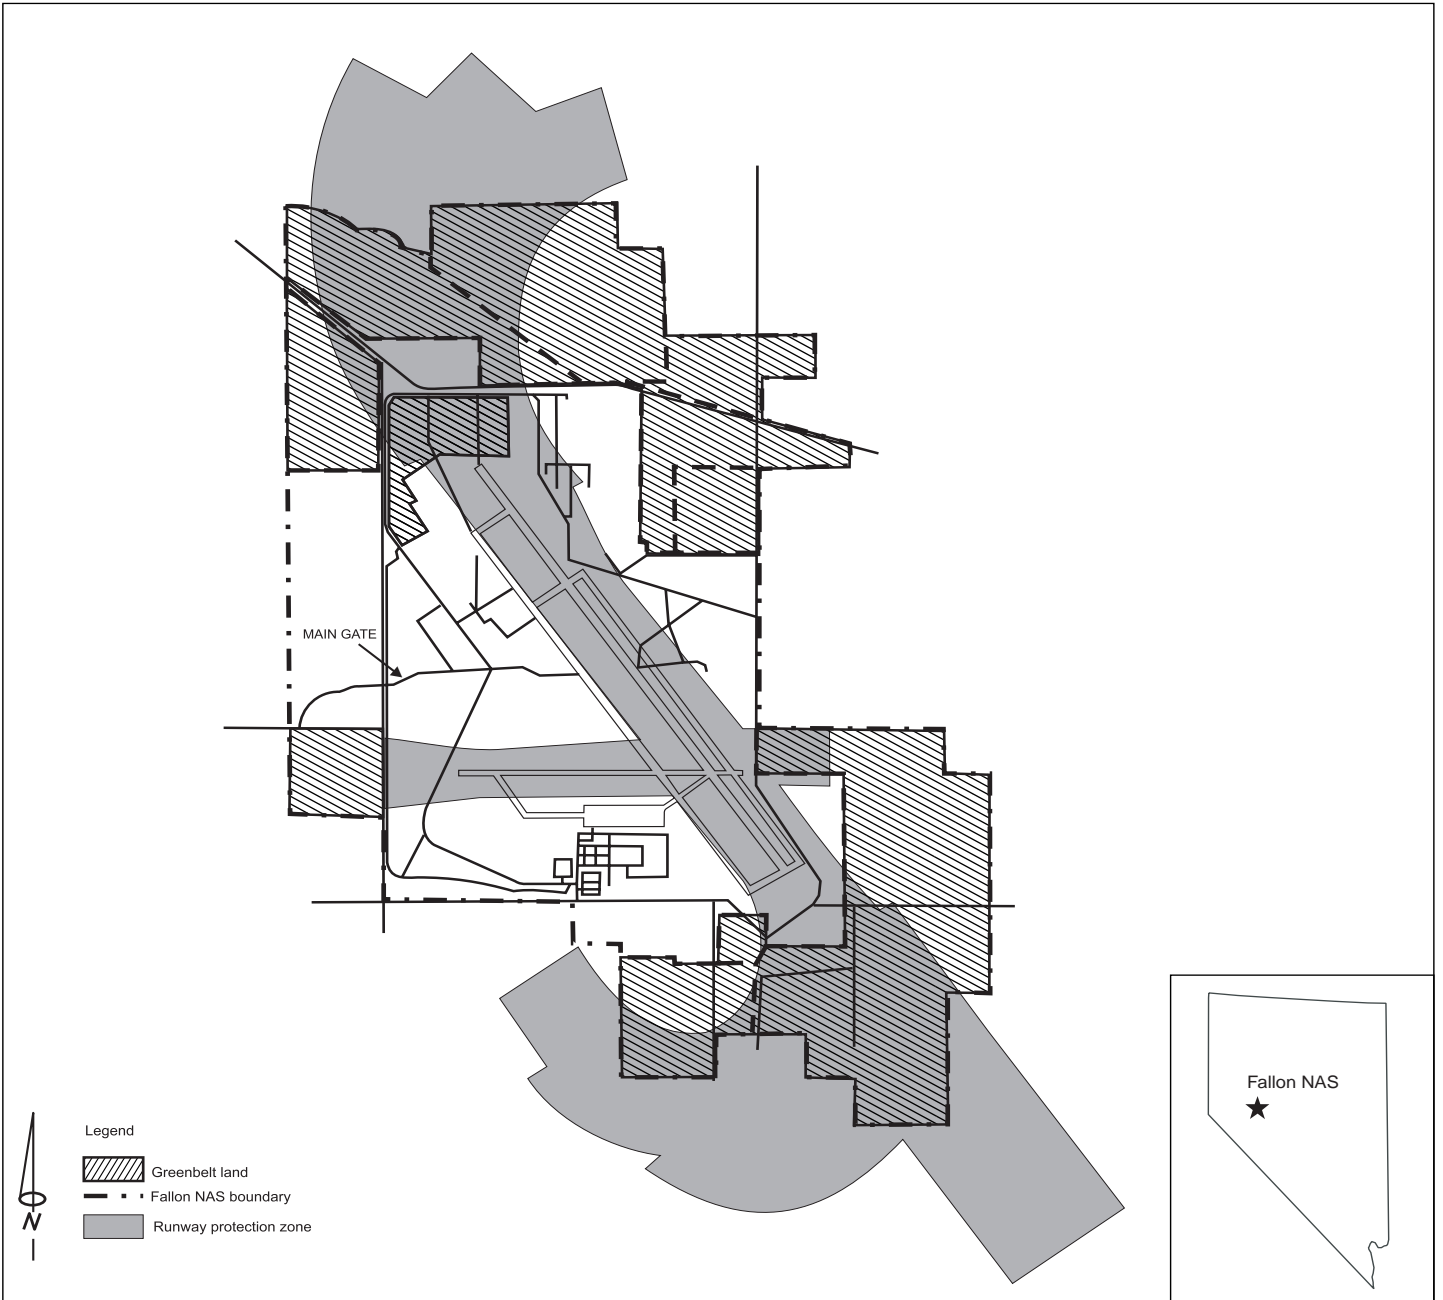 MAIN GATE
Fallon NAS
Legend
Greenbelt land
Fallon NAS boundary
Runway protection zone
N